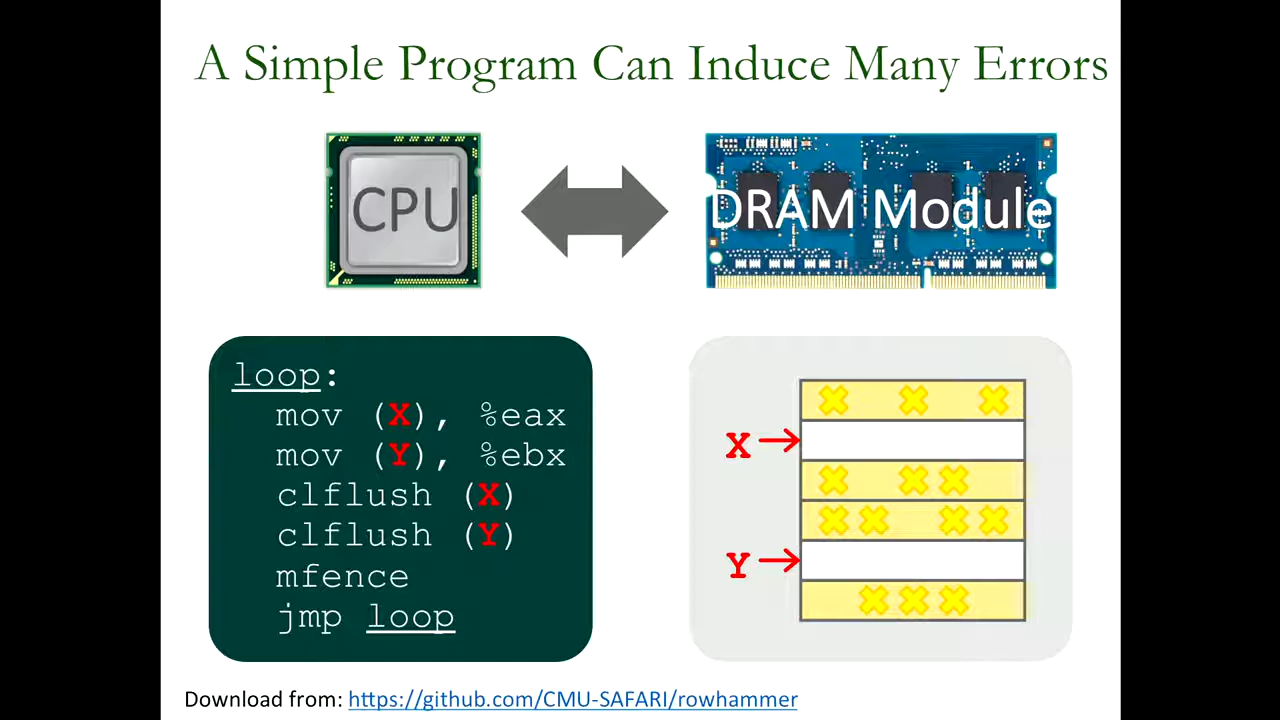 A Simple Program Can Induce Many Errors
CPU
DRAM Module
loop:
mov (X), %eax
mov (Y), %ebx
clflush (X)
clflush (Y)
mfence
jmp loop
X
Y
Download from: https://github.com/CMU-SAFARI/rowhammer